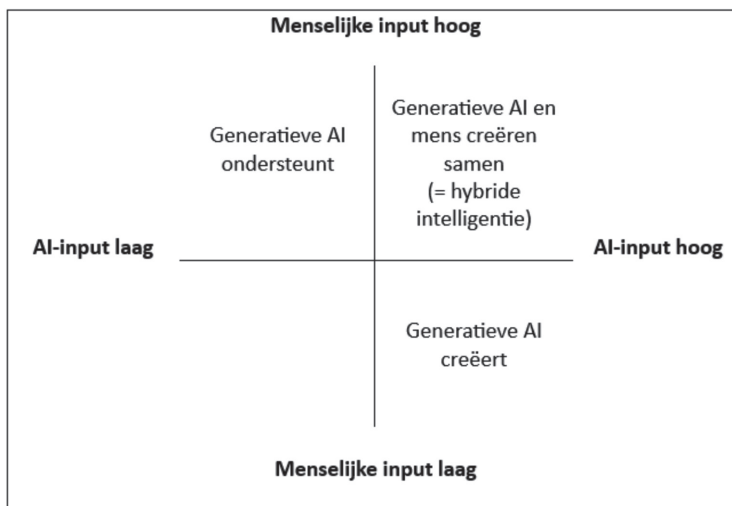 Menselijke input hoog
Generatieve AI
ondersteunt
Generatieve AI en
mens creëren
samen
(= hybride
intelligentie)
AI-input laag
AI-input hoog
Generatieve AI
creëert
Menselijke input laag